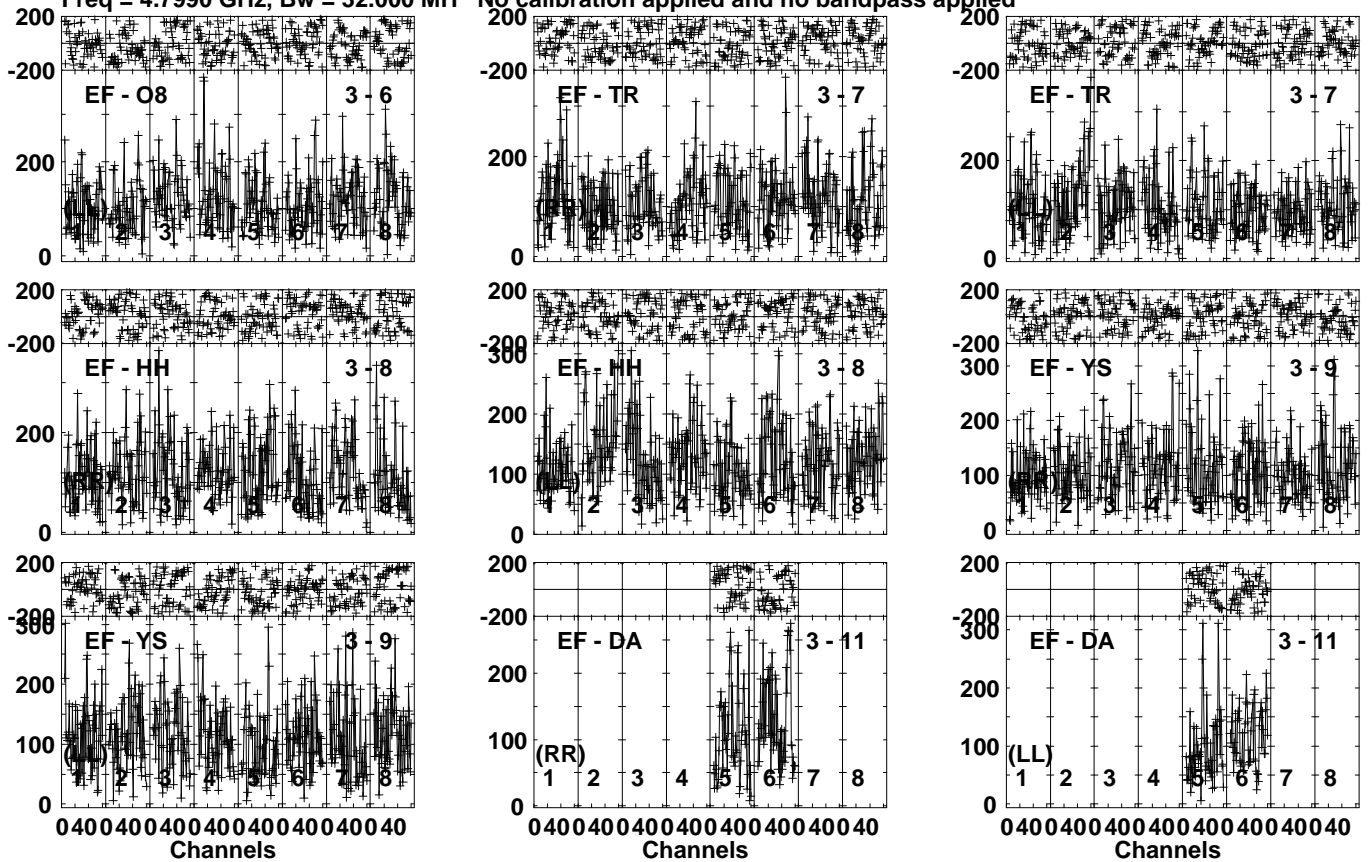 Freq = 4.7990 GHz, Bw = 32.000 MH No calibration applied and no bandpass applied
200 200 200
-200 -200 -200
EF - O8 3 - 6 EF - TR 3 - 7 EF - TR 3 - 7
200 200 200
(RR) (LL)
1 2 3 4 5 6 7 8 1 2 3 4 5 6 7 8 1 2 3 4 5 6 7 8
0 0 0
200 200 200
-200 -200 -200
300 300
EF - HH 3 - 8 EF - HH 3 - 8 EF - YS 3 - 9
200 200 200
100 100
(RR) (LL) (RR)
1 2 3 4 5 6 7 8 1 2 3 4 5 6 7 8 1 2 3 4 5 6 7 8
0 0 0
200 200 200
-200 -200 -200
300 300
EF - YS 3 - 9 EF - DA 3 - 11 EF - DA 3 - 11
200 200 200
100 100 100
(LL) (RR) (LL)
1 2 3 4 5 6 7 8 1 2 3 4 5 6 7 8 1 2 3 4 5 6 7 8
0 0 0
0 40 0 40 0 40 0 40 0 40 0 40 0 40 0 40 0 40 0 40 0 40 0 40 0 40 0 40 0 40 0 40 0 40 0 40 0 40 0 40 0 40 0 40 0 40 0 40
Channels Channels Channels